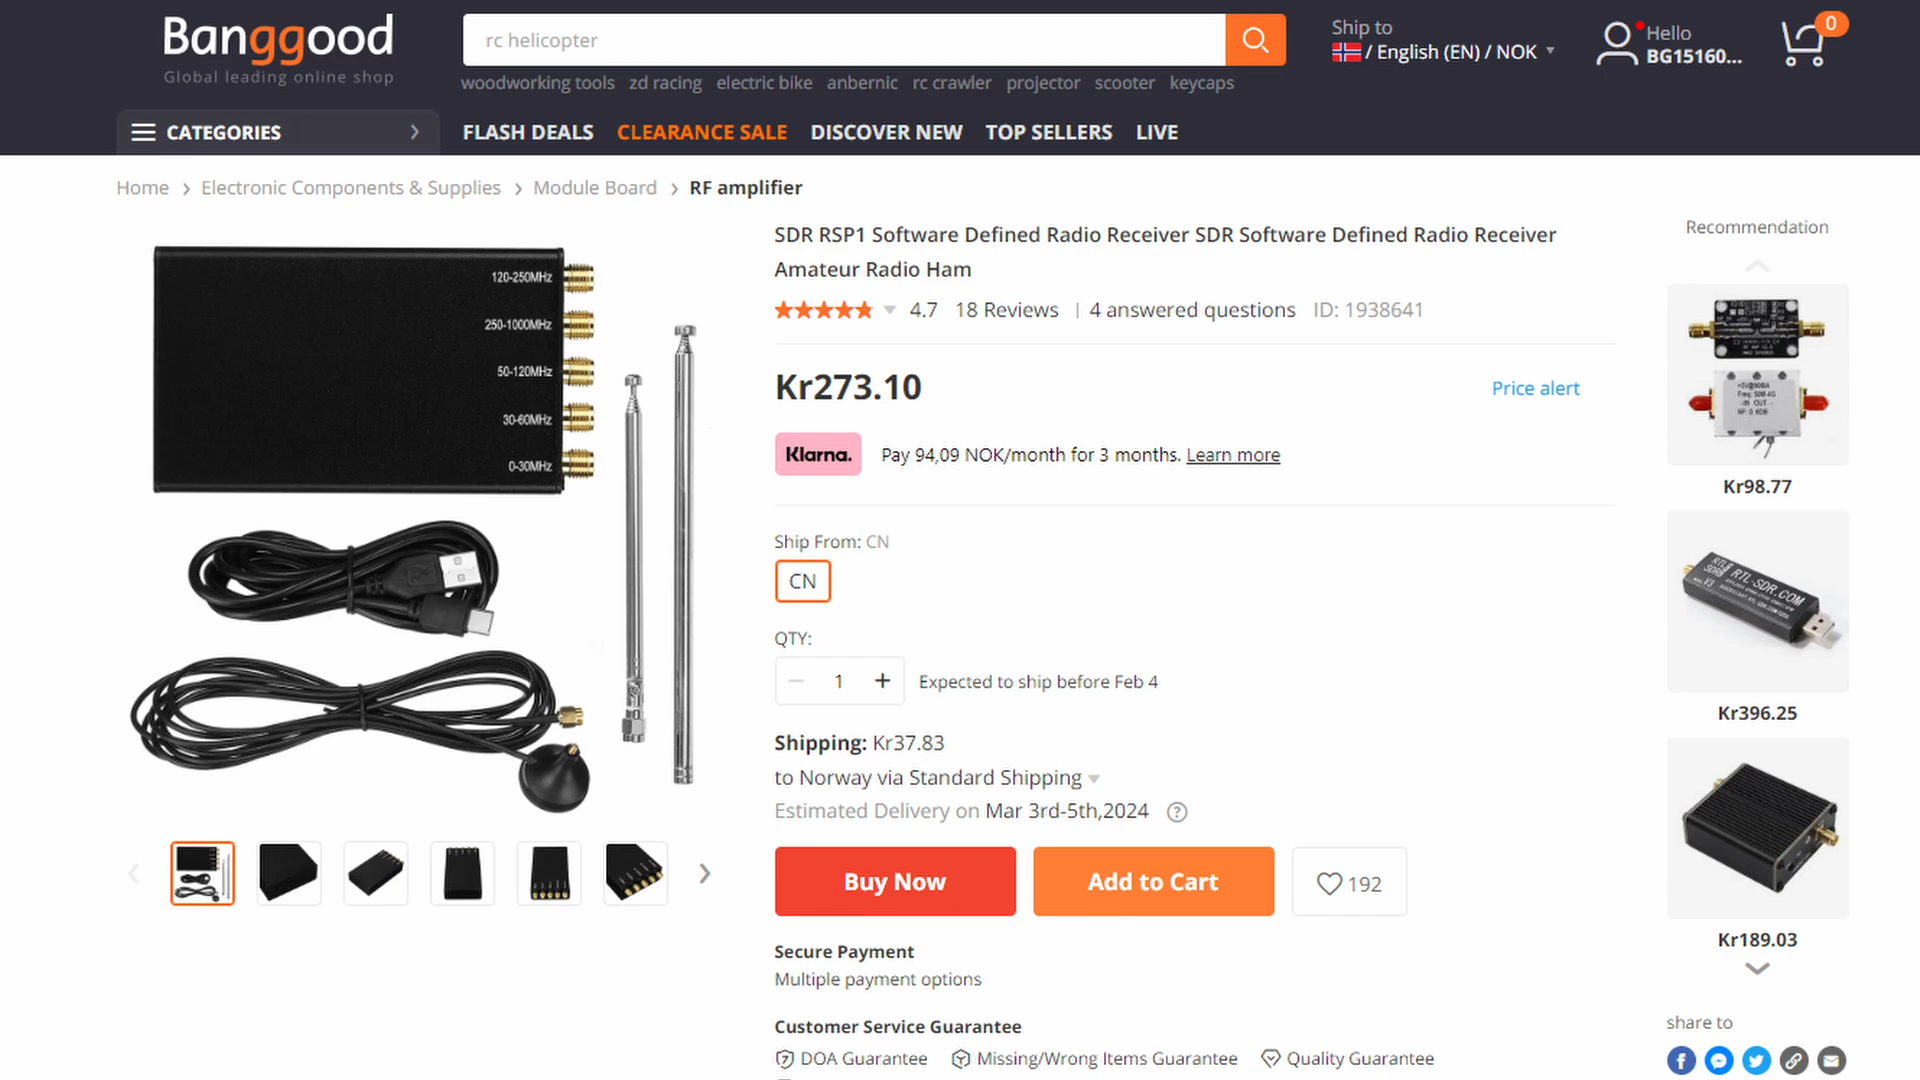 Banggood
Global leading online shop
rc helicopter
woodworking tools zd racing electric bike anbernic rc crawler projector scooter keycaps
Ship to
/ English (EN) / NOK
Hello
BG15160...
0
CATEGORIES
FLASH DEALS CLEARANCE SALE DISCOVER NEW TOP SELLERS LIVE
Home > Electronic Components & Supplies > Module Board > RF amplifier
120-250MHz
250-1000MHz
50-120MHz
30-60MHz
0-30MHz
SDR RSP1 Software Defined Radio Receiver SDR Software Defined Radio Receiver
Amateur Radio Ham
4.7 18 Reviews | 4 answered questions ID: 1938641
Kr273.10
Price alert
Klarna.
Pay 94,09 NOK/month for 3 months. Learn more
Ship From: CN
CN
QTY:
1
Expected to ship before Feb 4
Shipping: Kr37.83
to Norway via Standard Shipping
Estimated Delivery on Mar 3rd-5th,2024
Buy Now
Add to Cart
192
Secure Payment
Multiple payment options
Customer Service Guarantee
DOA Guarantee
Missing/Wrong Items Guarantee
Quality Guarantee
Recommendation
Kr98.77
RTL-SDR.COM
Kr396.25
Kr189.03
share to